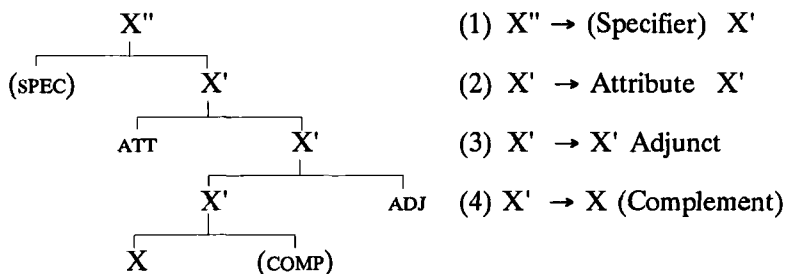 X" (1) X" → (Specifier) X'
(SPEC) X' (2) X' → Attribute X'
ATT X' (3) X' → X' Adjunct
X' ADJ (4) X' → X (Complement)
X (COMP)